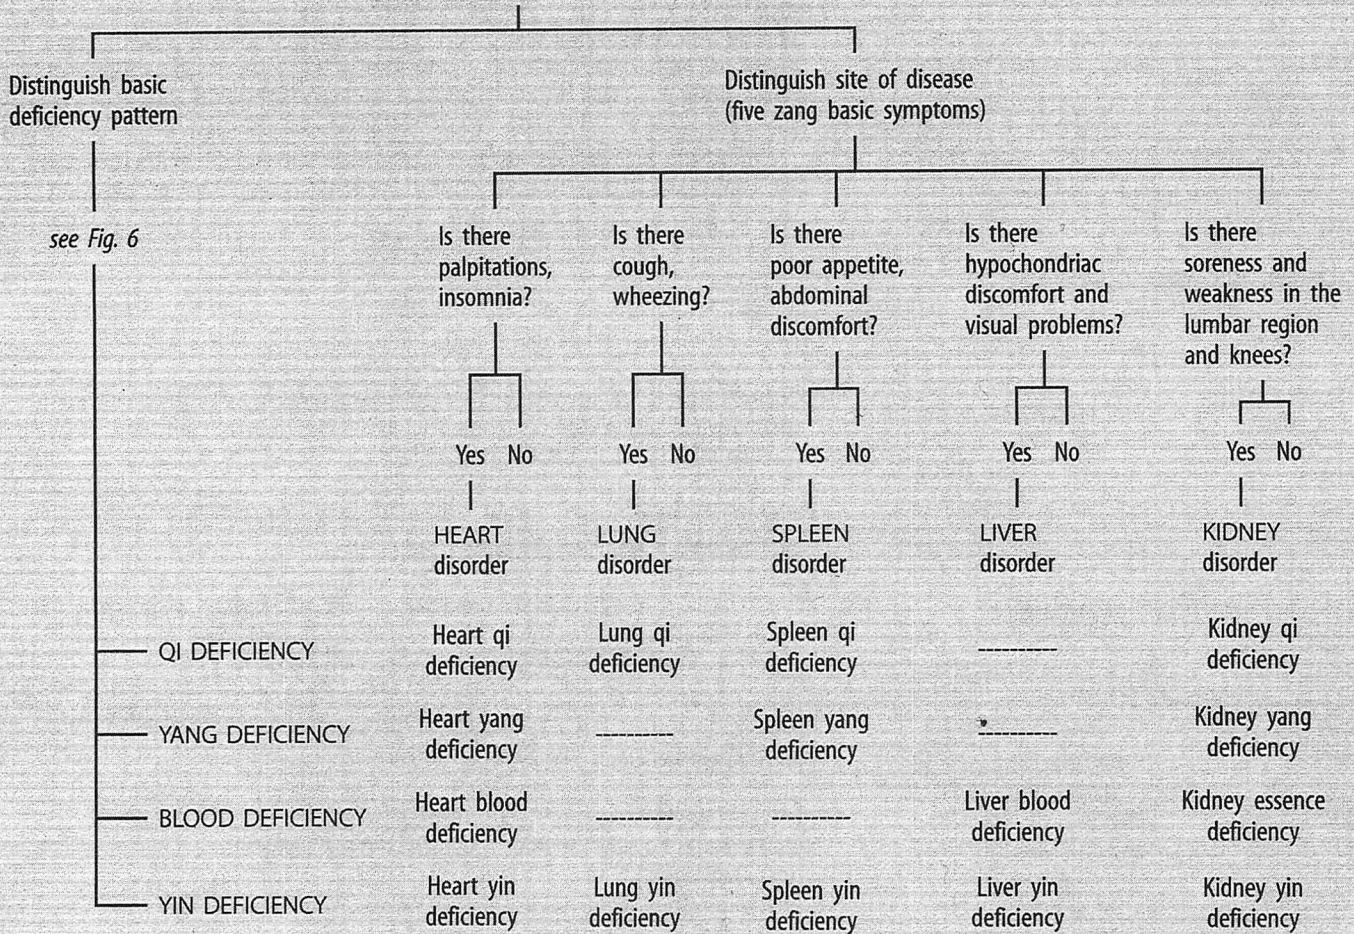 Distinguish basic
deficiency pattern
Distinguish site of disease
(five zang basic symptoms)
see Fig. 6
Is there
palpitations,
insomnia?
Is there
cough,
wheezing?
Is there
poor appetite,
abdominal
discomfort?
Is there
hypochondriac
discomfort and
visual problems?
Is there
soreness and
weakness in the
lumbar region
and knees?
Yes No
Yes No
Yes No
Yes No
Yes No
HEART
disorder
LUNG
disorder
SPLEEN
disorder
LIVER
disorder
KIDNEY
disorder
QI DEFICIENCY
Heart qi
deficiency
Lung qi
deficiency
Spleen qi
deficiency
----------
Kidney qi
deficiency
YANG DEFICIENCY
Heart yang
deficiency
----------
Spleen yang
deficiency
----------
Kidney yang
deficiency
BLOOD DEFICIENCY
Heart blood
deficiency
----------
----------
Liver blood
deficiency
Kidney essence
deficiency
YIN DEFICIENCY
Heart yin
deficiency
Lung yin
deficiency
Spleen yin
deficiency
Liver yin
deficiency
Kidney yin
deficiency